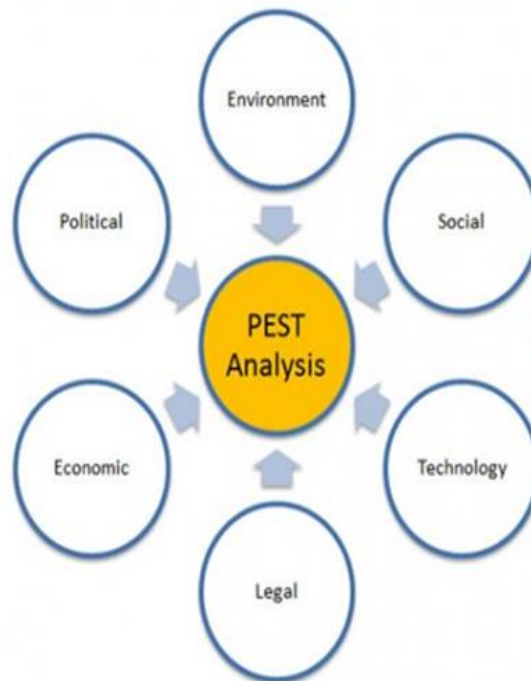 Environment
Political
Social
PEST
Analysis
Economic
Technology
Legal